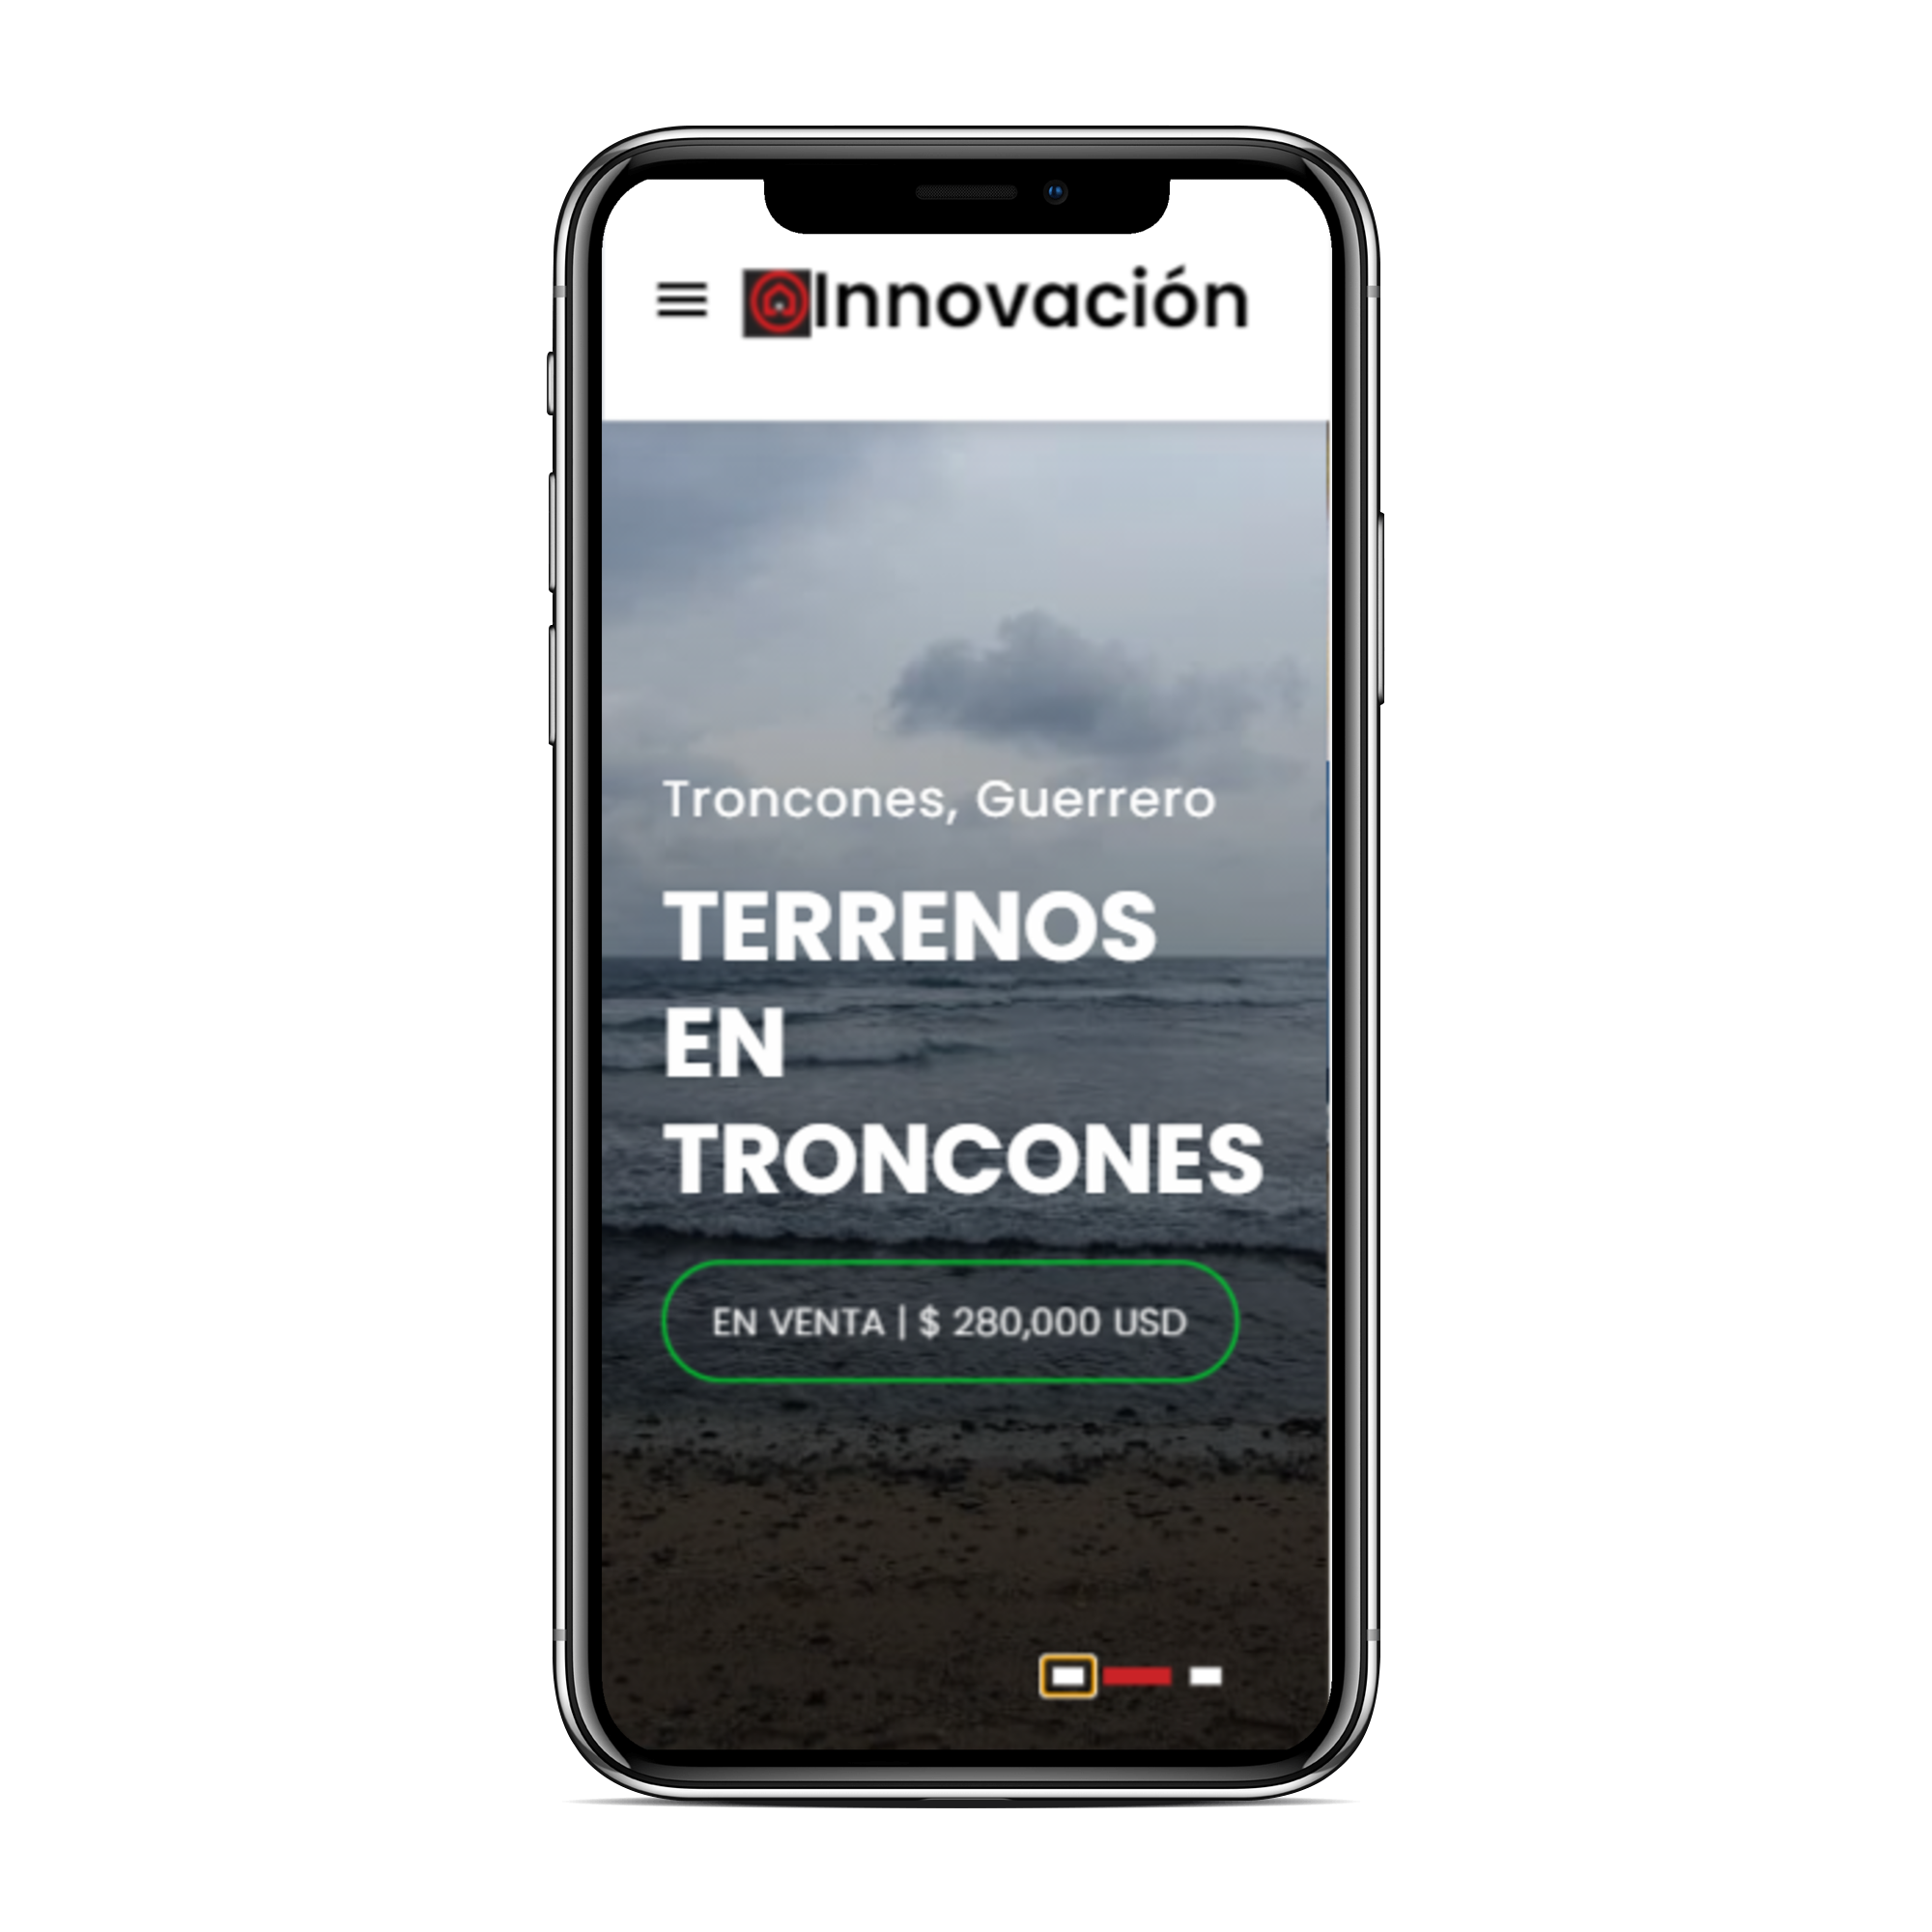 Innovación
Troncones, Guerrero
TERRENOS
EN
TRONCONES
EN VENTA | $ 280,000 USD